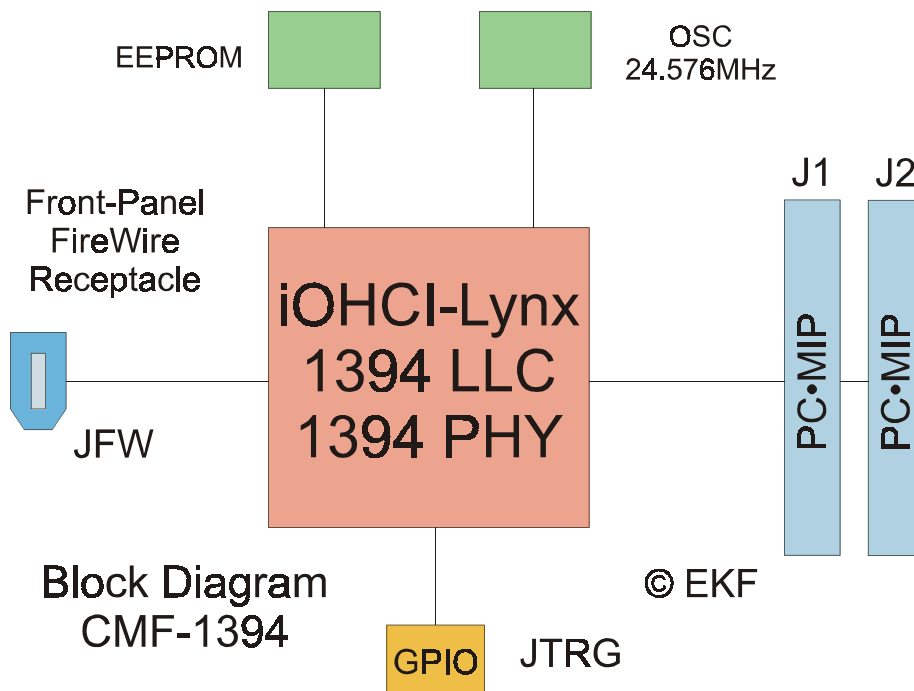 EEPROM
OSC
24.576MHz
J1
J2
Front-Panel
FireWire
Receptacle
iOHCI-Lynx
1394 LLC
1394 PHY
PC•MIP
PC•MIP
JFW
Block Diagram
CMF-1394
© EKF
GPIO
JTRG